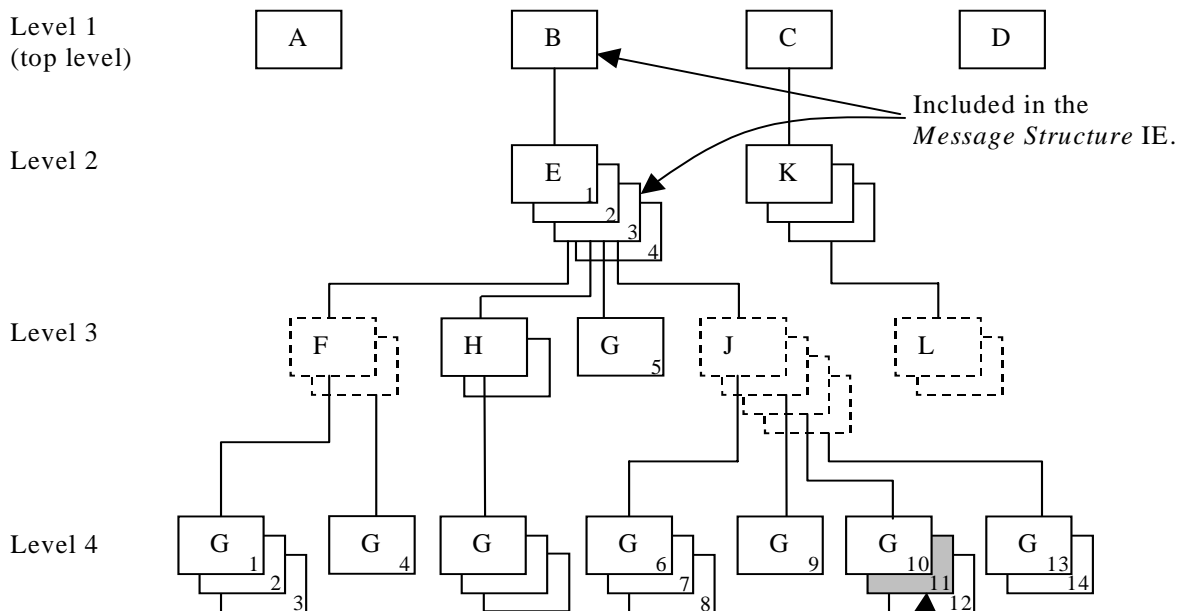 Level 1
(top level)
A
B
C
D
Included in the
Message Structure IE.
Level 2
E
1
2
3
4
K
Level 3
F
H
G
5
J
L
Level 4
G
1
2
3
G
4
G
G
6
7
8
G
9
G
10
11
12
G
13
14